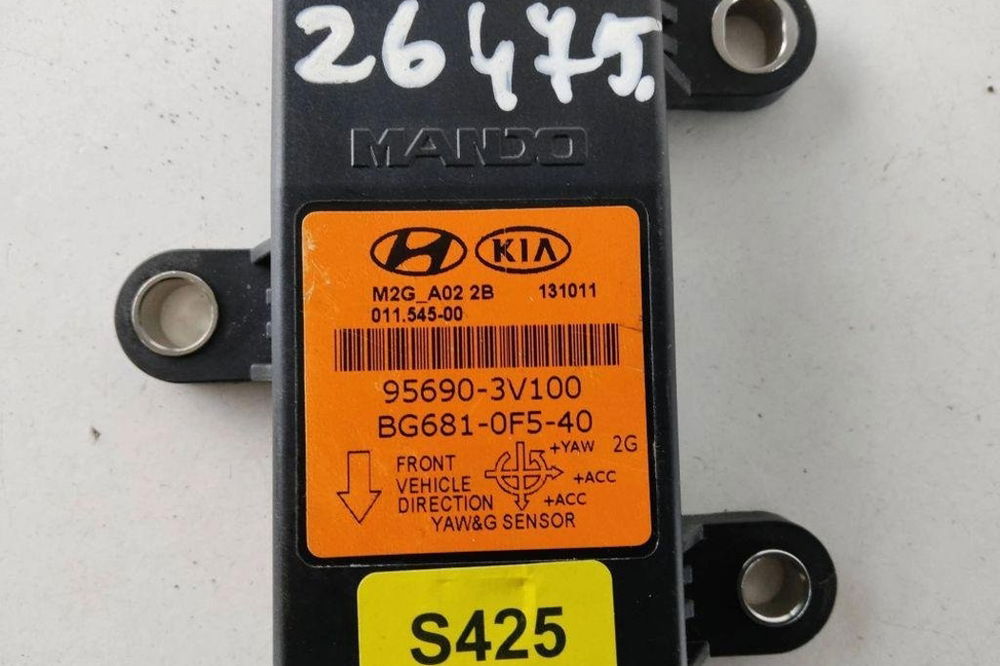 26475.
MANDO
KIA
M2G_A02 2B 131011
011.545-00
95690-3V100
BG681-0F5-40
+YAW 2G
FRONT
VEHICLE +ACC
DIRECTION +ACC
YAW&G SENSOR
S425